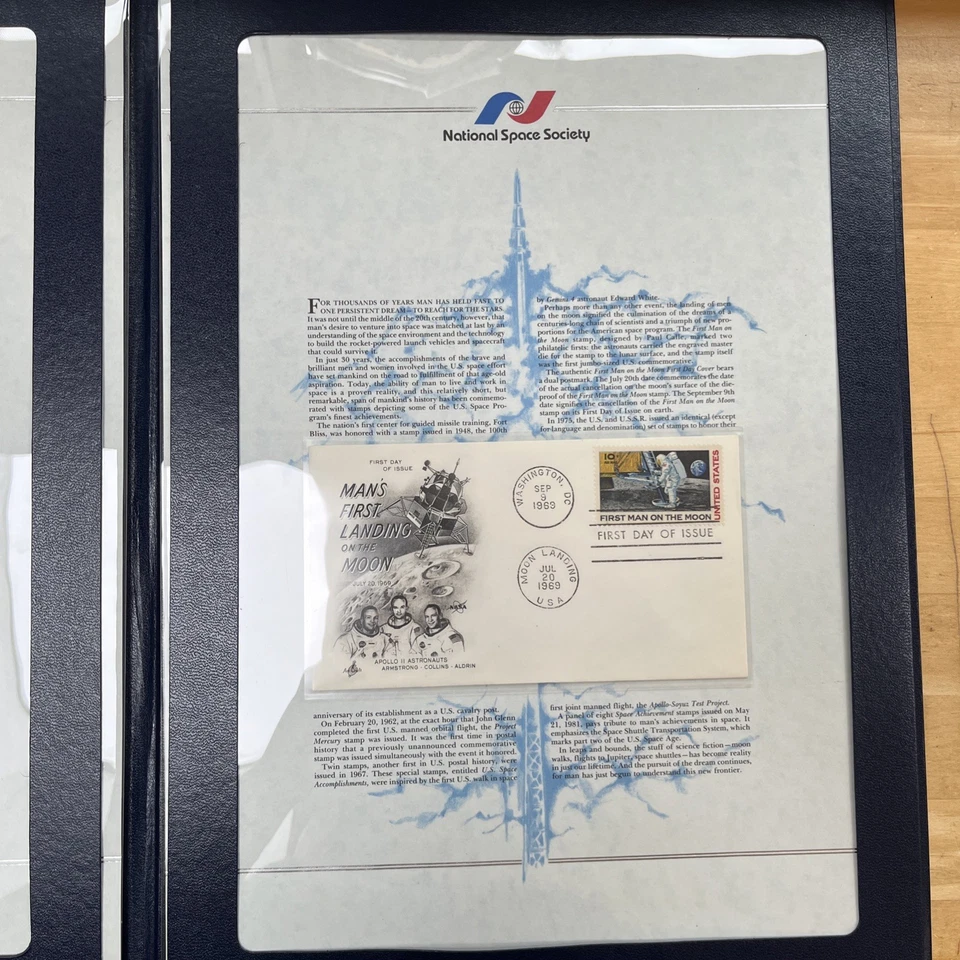 National Space Society
FOR THOUSANDS OF YEARS MAN HAS HELD FAST TO
ONE PERSISTENT DREAM—TO REACH FOR THE STARS.
It was not until the middle of the 20th century, however, that
man's desire to venture into space was matched at last by an
understanding of the space environment and the technology
to build the rocket-powered launch vehicles and spacecraft
that could survive it.
In just 30 years, the accomplishments of the brave and
brilliant men and women involved in the U.S. space effort
have set mankind on the road to fulfillment of that age-old
aspiration. Today, the ability of man to live and work in
space is a proven reality, and this relatively short, but
remarkable, span of mankind's history has been commemo-
rated with stamps depicting some of the U.S. Space Pro-
gram's finest achievements.
The nation's first center for guided missile training, Fort
Bliss, was honored with a stamp issued in 1948, the 100th
by Gemini 4 astronaut Edward White.
Perhaps more than any other event, the landing of men
on the moon signified the culmination of the dreams of a
centuries-long chain of scientists and a triumph of new pro-
portions for the American space program. The First Man on
the Moon stamp, designed by Paul Calle, marked two
philatelic firsts: the astronauts carried the engraved master
die for the stamp to the lunar surface, and the stamp itself
was the first jumbo-sized U.S. commemorative.
The authentic First Man on the Moon First Day Cover bears
a dual postmark. The July 20th date commemorates the date
of the actual cancellation on the moon's surface of the die-
proof of the First Man on the Moon stamp. The September 9th
date signifies the cancellation of the First Man on the Moon
stamp on its First Day of Issue on earth.
In 1975, the U.S. and U.S.S.R. issued an identical (except
for language and denomination) set of stamps to honor their
FIRST DAY
OF ISSUE
MAN'S
FIRST
LANDING
ON THE
MOON
JULY 20, 1969
NASA
APOLLO 11 ASTRONAUTS
ARMSTRONG · COLLINS · ALDRIN
WASHINGTON, DC
SEP
9
1969
MOON LANDING
JUL
20
1969
USA
10¢
UNITED STATES
FIRST MAN ON THE MOON
FIRST DAY OF ISSUE
anniversary of its establishment as a U.S. cavalry post.
On February 20, 1962, at the exact hour that John Glenn
completed the first U.S. manned orbital flight, the Project
Mercury stamp was issued. It was the first time in postal
history that a previously unannounced commemorative
stamp was issued simultaneously with the event it honored.
Twin stamps, another first in U.S. postal history, were
issued in 1967. These special stamps, entitled U.S. Space
Accomplishments, were inspired by the first U.S. walk in space
first joint manned flight, the Apollo-Soyuz Test Project.
A panel of eight Space Achievement stamps issued on May
21, 1981, pays tribute to man's achievements in space. It
emphasizes the Space Shuttle Transportation System, which
marks part two of the U.S. Space Age.
In leaps and bounds, the stuff of science fiction—moon
walks, flights to Jupiter, space shuttles—has become reality
in just our lifetime. And the pursuit of the dream continues,
for man has just begun to understand this new frontier.